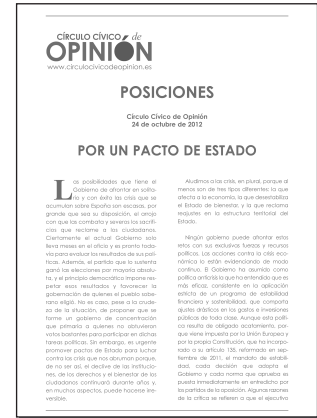 CÍRCULO CÍVICO de
OPINIÓN
www.circulocivicodeopinion.es
POSICIONES
Círculo Cívico de Opinión
24 de octubre de 2012
POR UN PACTO DE ESTADO
Las posibilidades que tiene el
Gobierno de afrontar en solita-
rio y con éxito las crisis que se
acumulan sobre España son escasas, por
grande que sea su disposición, el arrojo
con que las combata y severos los sacrifi-
cios que reclame a los ciudadanos.
Ciertamente el actual Gobierno solo
lleva meses en el oficio y es pronto toda-
vía para evaluar los resultados de sus polí-
ticas. Además, el partido que lo sustenta
ganó las elecciones por mayoría absolu-
ta, y el principio democrático impone res-
petar esos resultados y favorecer la
gobernación de quienes el pueblo sobe-
rano eligió. No es caso, pese a la crude-
za de la situación, de proponer que se
forme un gobierno de concentración
que primaria a quienes no obtuvieron
votos bastantes para participar en dichas
tareas políticas. Sin embargo, es urgente
promover pactos de Estado para luchar
contra las crisis que nos abruman porque,
de no ser así, el declive de las institucio-
nes, de los derechos y el bienestar de los
ciudadanos continuará durante años y,
en muchos aspectos, puede hacerse irre-
versible.
Aludimos a las crisis, en plural, porque al
menos son de tres tipos diferentes: la que
afecta a la economía, la que desestabiliza
el Estado de bienestar, y la que reclama
reajustes en la estructura territorial del
Estado.
Ningún gobierno puede afrontar estos
retos con sus exclusivas fuerzas y recursos
políticos. Las acciones contra la crisis eco-
nómica lo están evidenciando de modo
continuo. El Gobierno ha asumido como
política anticrisis la que ha entendido que es
más eficaz, consistente en la aplicación
estricta de un programa de estabilidad
financiera y sostenibilidad, que comporta
ajustes drásticos en los gastos e inversiones
públicos de toda clase. Aunque esta políti-
ca resulta de obligado acatamiento, por-
que viene impuesta por la Unión Europea y
por la propia Constitución, que ha incorpo-
rado a su artículo 135, reformado en sep-
tiembre de 2011, el mandato de estabili-
dad, cada decisión que adopta el
Gobierno y cada norma que aprueba es
puesta inmediatamente en entredicho por
los partidos de la oposición. Algunas razones
de la crítica se refieren a que el ejecutivo